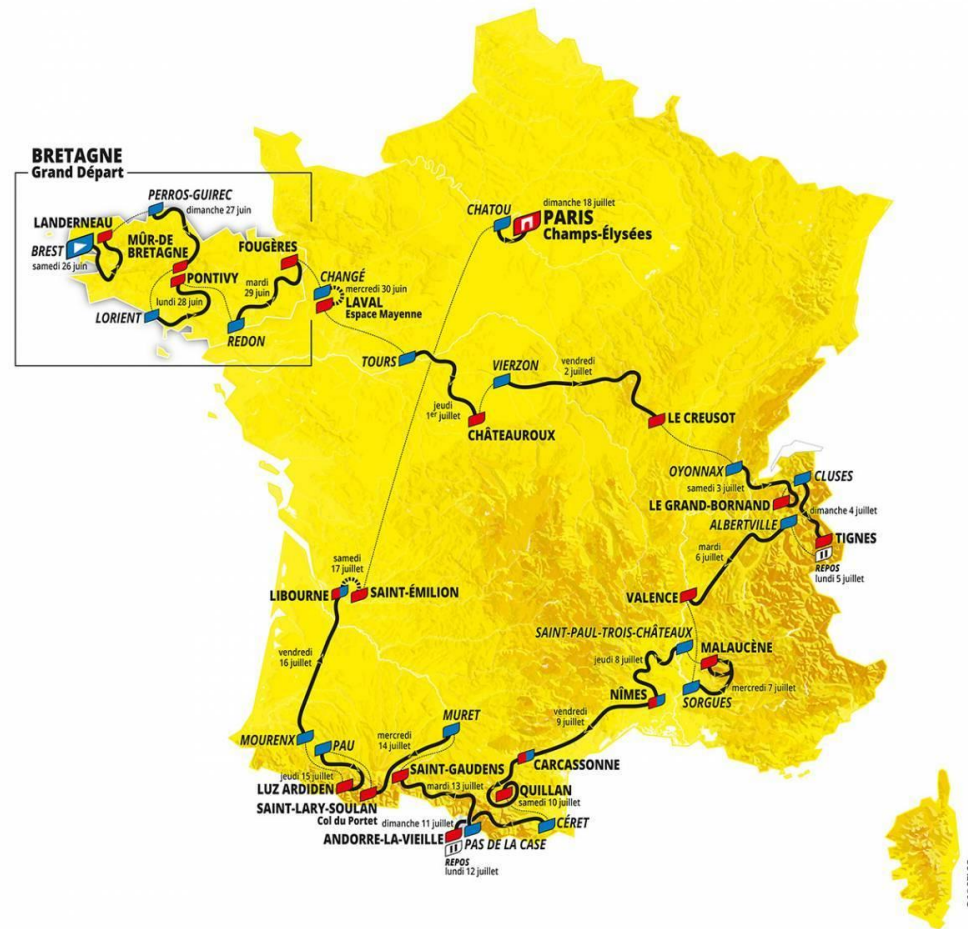 BRETAGNE
Grand Départ
PERROS-GUIREC
dimanche 27 juin
LANDERNEAU
BREST
samedi 26 juin
MÛR-DE
BRETAGNE
PONTIVY
lundi 28 juin
LORIENT
FOUGÈRES
mardi
29 juin
REDON
CHANGÉ
mercredi 30 juin
LAVAL
Espace Mayenne
CHATOU
dimanche 18 juillet
PARIS
Champs-Élysées
TOURS
jeudi
1er juillet
CHÂTEAUROUX
VIERZON
vendredi
2 juillet
LE CREUSOT
OYONNAX
samedi 3 juillet
LE GRAND-BORNAND
CLUSES
dimanche 4 juillet
TIGNES
REPOS
lundi 5 juillet
ALBERTVILLE
mardi
6 juillet
VALENCE
SAINT-PAUL-TROIS-CHÂTEAUX
MALAUCÈNE
mercredi 7 juillet
SORGUES
jeudi 8 juillet
NÎMES
vendredi
9 juillet
CARCASSONNE
QUILLAN
samedi 10 juillet
CÉRET
dimanche 11 juillet
ANDORRE-LA-VIEILLE
REPOS
lundi 12 juillet
PAS DE LA CASE
mardi 13 juillet
SAINT-GAUDENS
MURET
mercredi
14 juillet
SAINT-LARY-SOULAN
Col du Portet
PAU
jeudi 15 juillet
LUZ ARDIDEN
MOURENX
vendredi
16 juillet
LIBOURNE
samedi
17 juillet
SAINT-ÉMILION